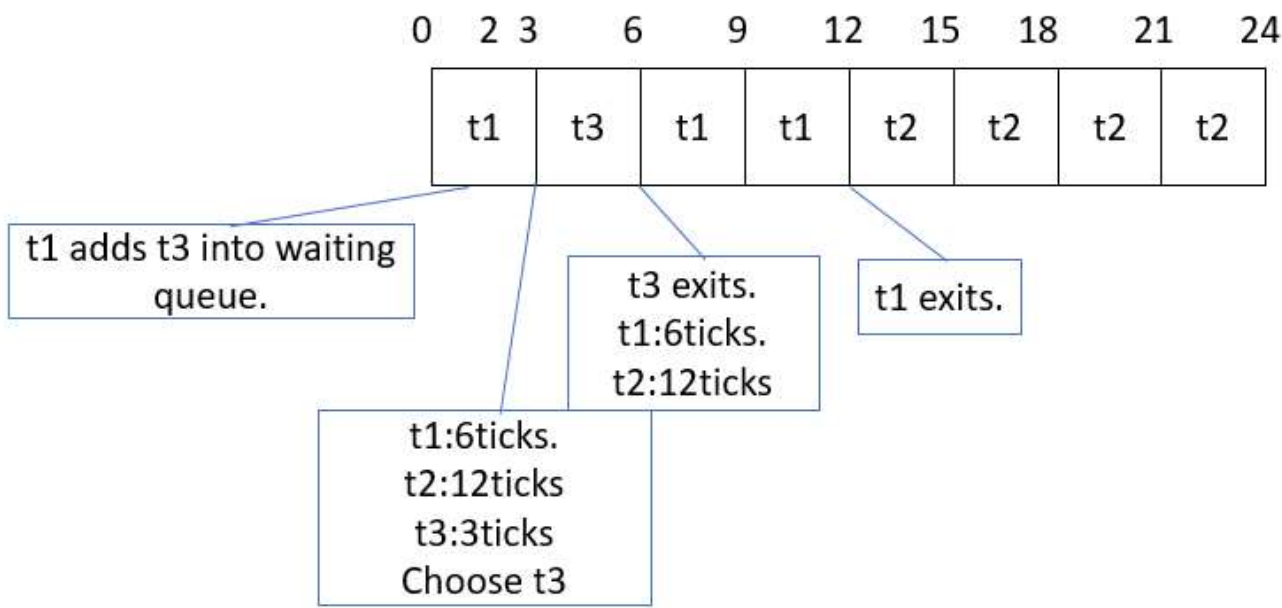 0 2 3 6 9 12 15 18 21 24
t1 t3 t1 t1 t2 t2 t2 t2
t1 adds t3 into waiting
queue.
t3 exits.
t1:6ticks.
t2:12ticks
t1 exits.
t1:6ticks.
t2:12ticks
t3:3ticks
Choose t3